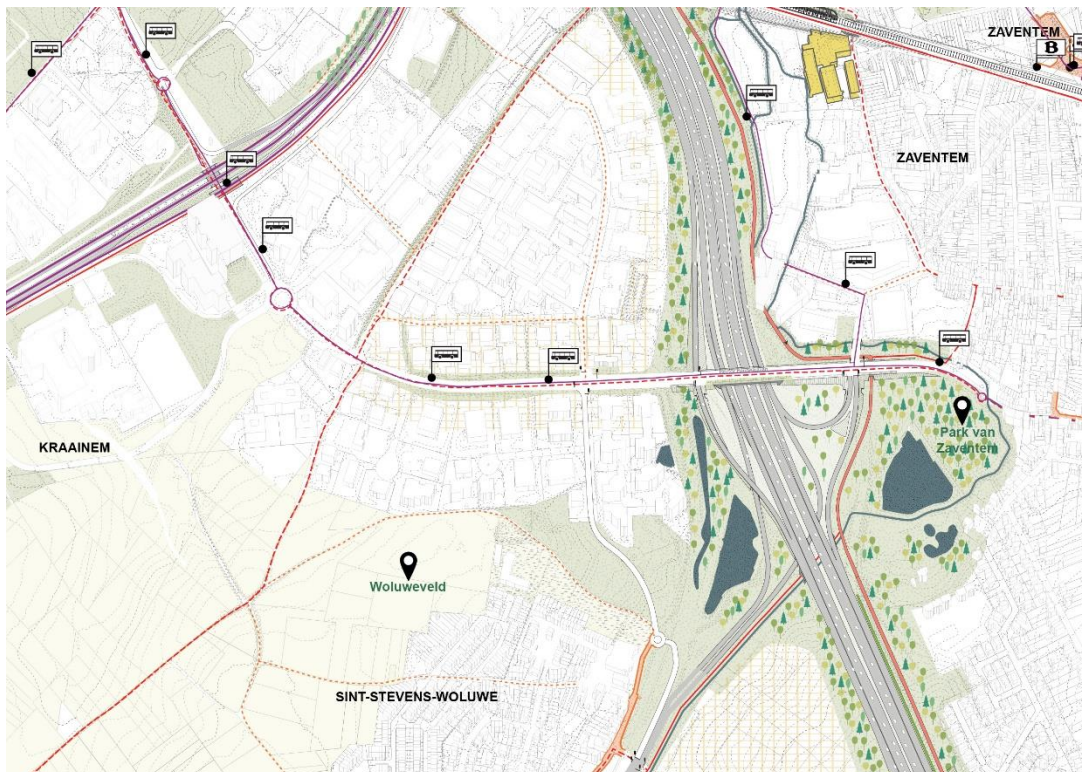 ZAVENTEM
B
ZAVENTEM
Park van
Zaventem
KRAAINEM
Woluweveld
SINT-STEVENS-WOLUWE